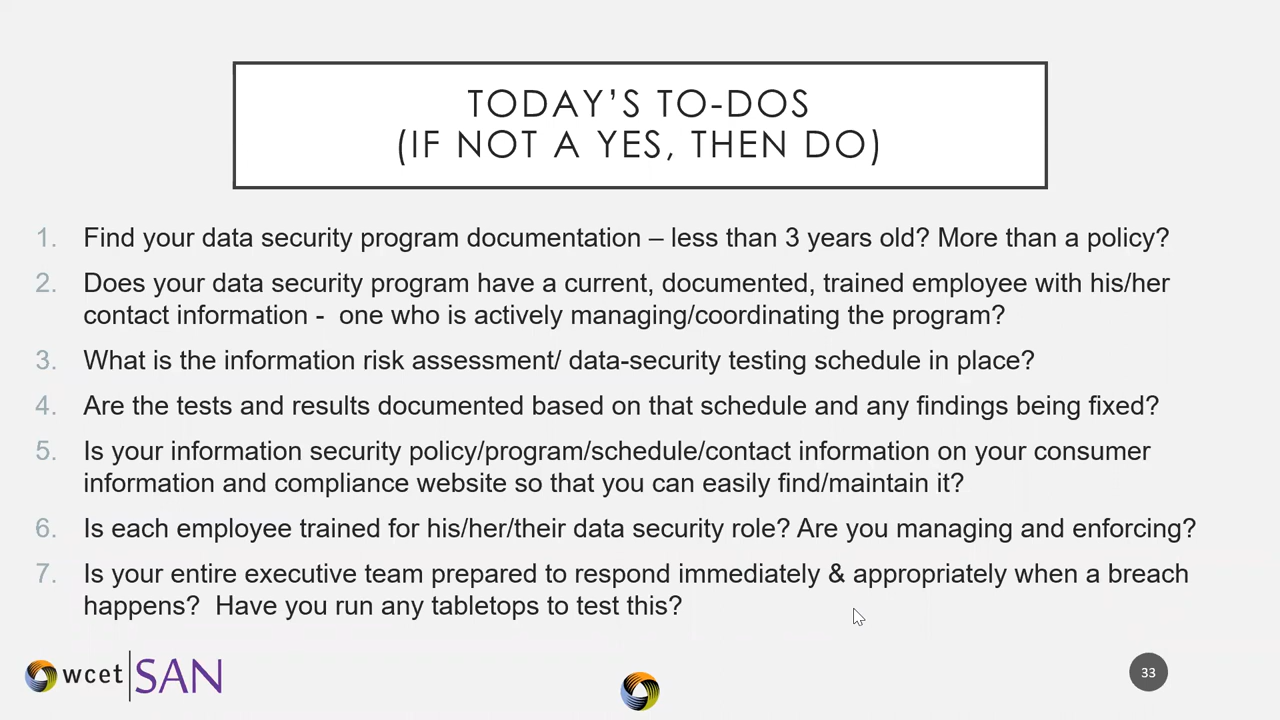 TODAY’S TO-DOS
(IF NOT A YES, THEN DO)
1. Find your data security program documentation – less than 3 years old? More than a policy?
2. Does your data security program have a current, documented, trained employee with his/her
contact information -  one who is actively managing/coordinating the program?
3. What is the information risk assessment/ data-security testing schedule in place?
4. Are the tests and results documented based on that schedule and any findings being fixed?
5. Is your information security policy/program/schedule/contact information on your consumer
information and compliance website so that you can easily find/maintain it?
6. Is each employee trained for his/her/their data security role? Are you managing and enforcing?
7. Is your entire executive team prepared to respond immediately & appropriately when a breach
happens?  Have you run any tabletops to test this?
wcet SAN
33